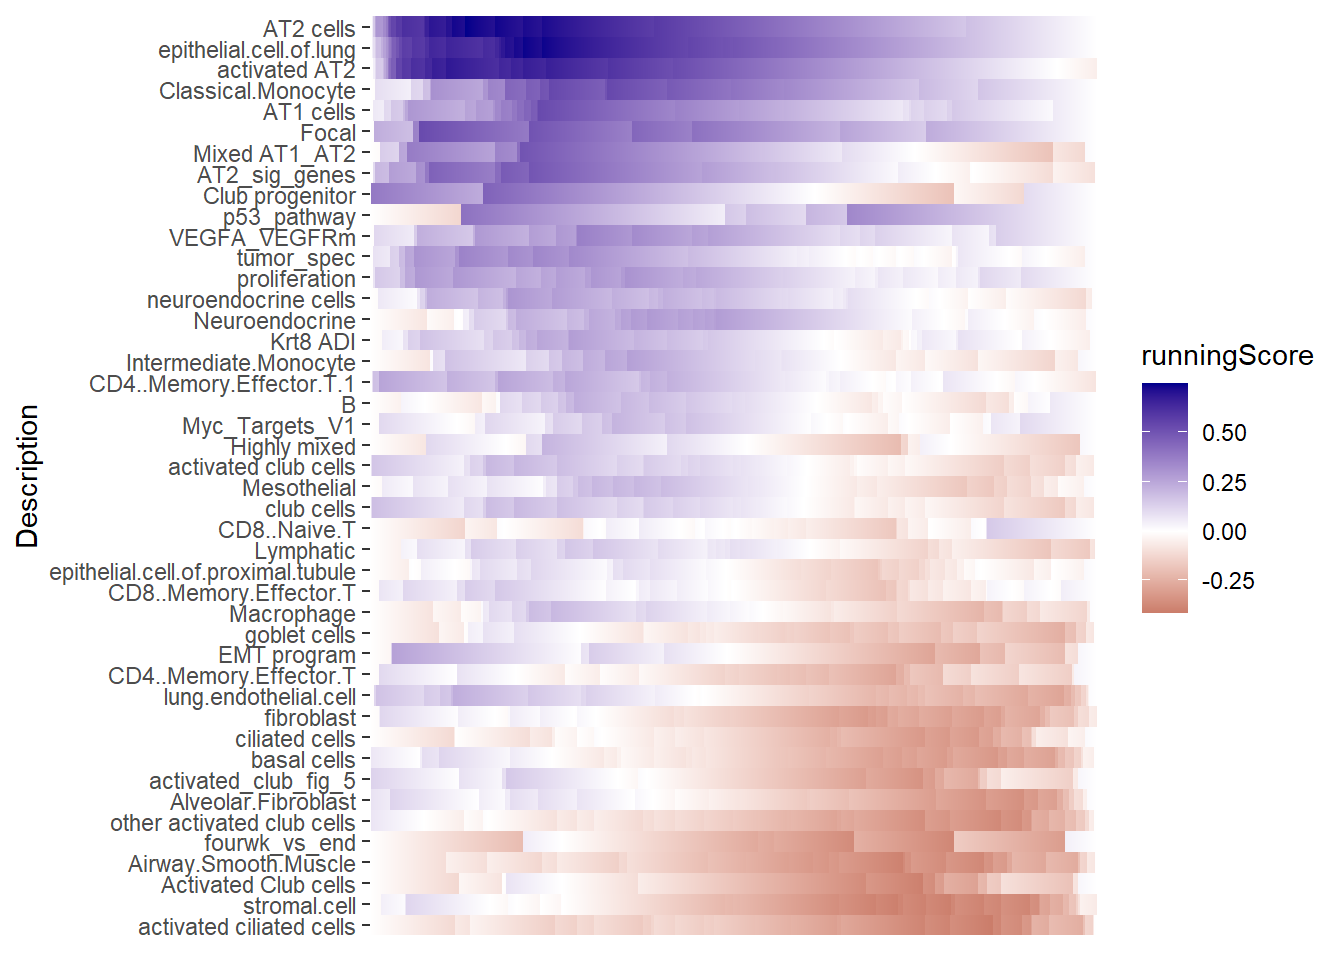 AT2 cells
epithelial.cell.of.lung
activated AT2
Classical.Monocyte
AT1 cells
Focal
Mixed AT1_AT2
AT2_sig_genes
Club progenitor
p53_pathway
VEGFA_VEGFRm
tumor_spec
proliferation
neuroendocrine cells
Neuroendocrine
Krt8 ADI
Intermediate.Monocyte
CD4..Memory.Effector.T.1
B
Myc_Targets_V1
Highly mixed
activated club cells
Mesothelial
club cells
CD8..Naive.T
Lymphatic
epithelial.cell.of.proximal.tubule
CD8..Memory.Effector.T
Macrophage
goblet cells
EMT program
CD4..Memory.Effector.T
lung.endothelial.cell
fibroblast
ciliated cells
basal cells
activated_club_fig_5
Alveolar.Fibroblast
other activated club cells
fourwk_vs_end
Airway.Smooth.Muscle
Activated Club cells
stromal.cell
activated ciliated cells
Description
runningScore
0.50
0.25
0.00
-0.25